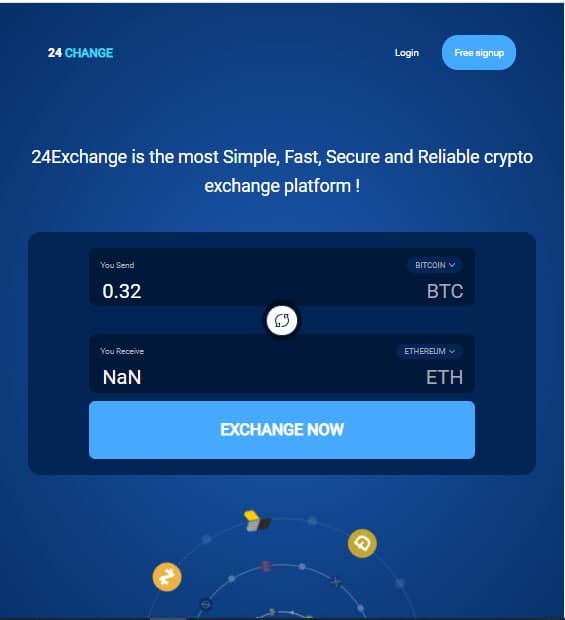 24 CHANGE
Login
Free signup
24Exchange is the most Simple, Fast, Secure and Reliable crypto
exchange platform !
You Send
BITCOIN
0.32
BTC
You Receive
ETHEREUM
NaN
ETH
EXCHANGE NOW